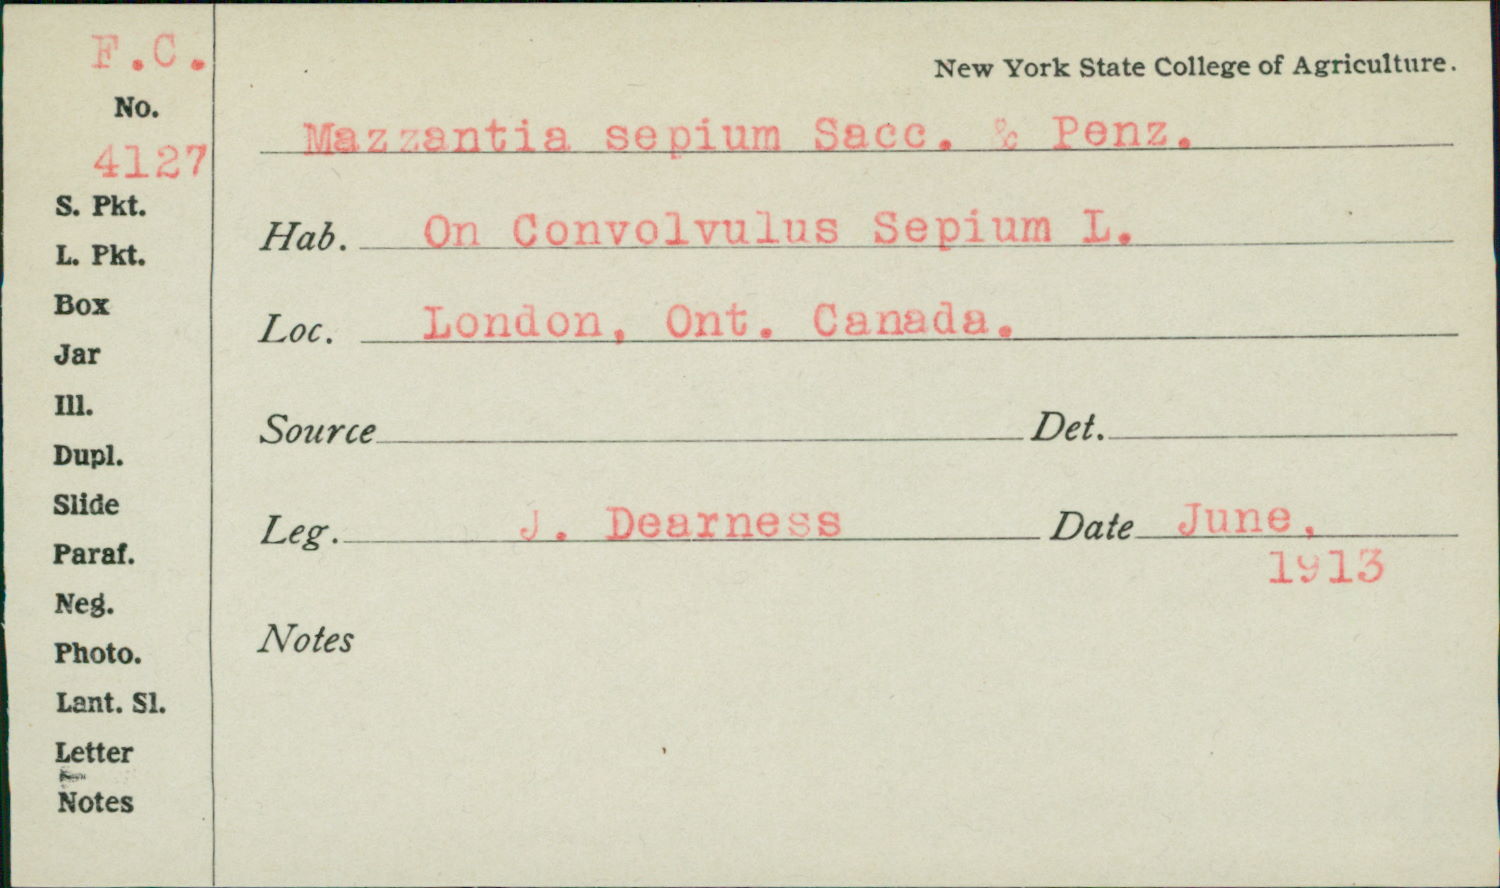 F.C.
No.
4127
S. Pkt.
L. Pkt.
Box
Jar
Ill.
Dupl.
Slide
Paraf.
Neg.
Photo.
Lant. Sl.
Letter
Notes
New York State College of Agriculture.
Mazzantia sepium Sacc. & Penz.
Hab. On Convolvulus Sepium L.
Loc. London, Ont. Canada.
Source Det.
Leg. J. Dearness Date June,
1913
Notes